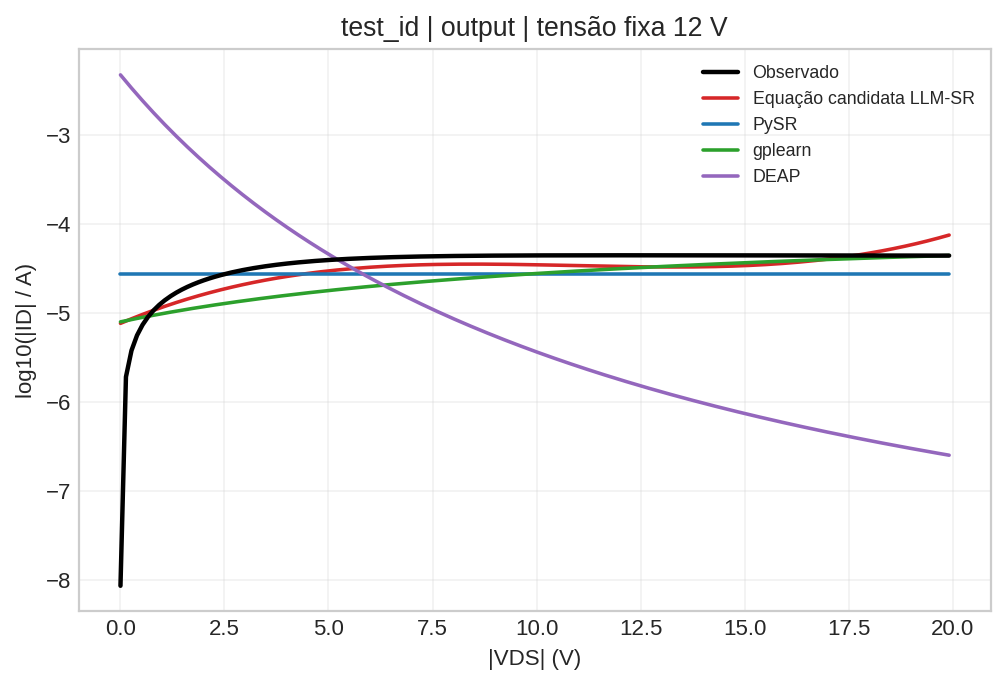 test_id | output | tensão fixa 12 V
Observado
Equação candidata LLM-SR
PySR
gplearn
DEAP
log10(|ID| / A)
−3
−4
−5
−6
−7
−8
0.0 2.5 5.0 7.5 10.0 12.5 15.0 17.5 20.0
|VDS| (V)